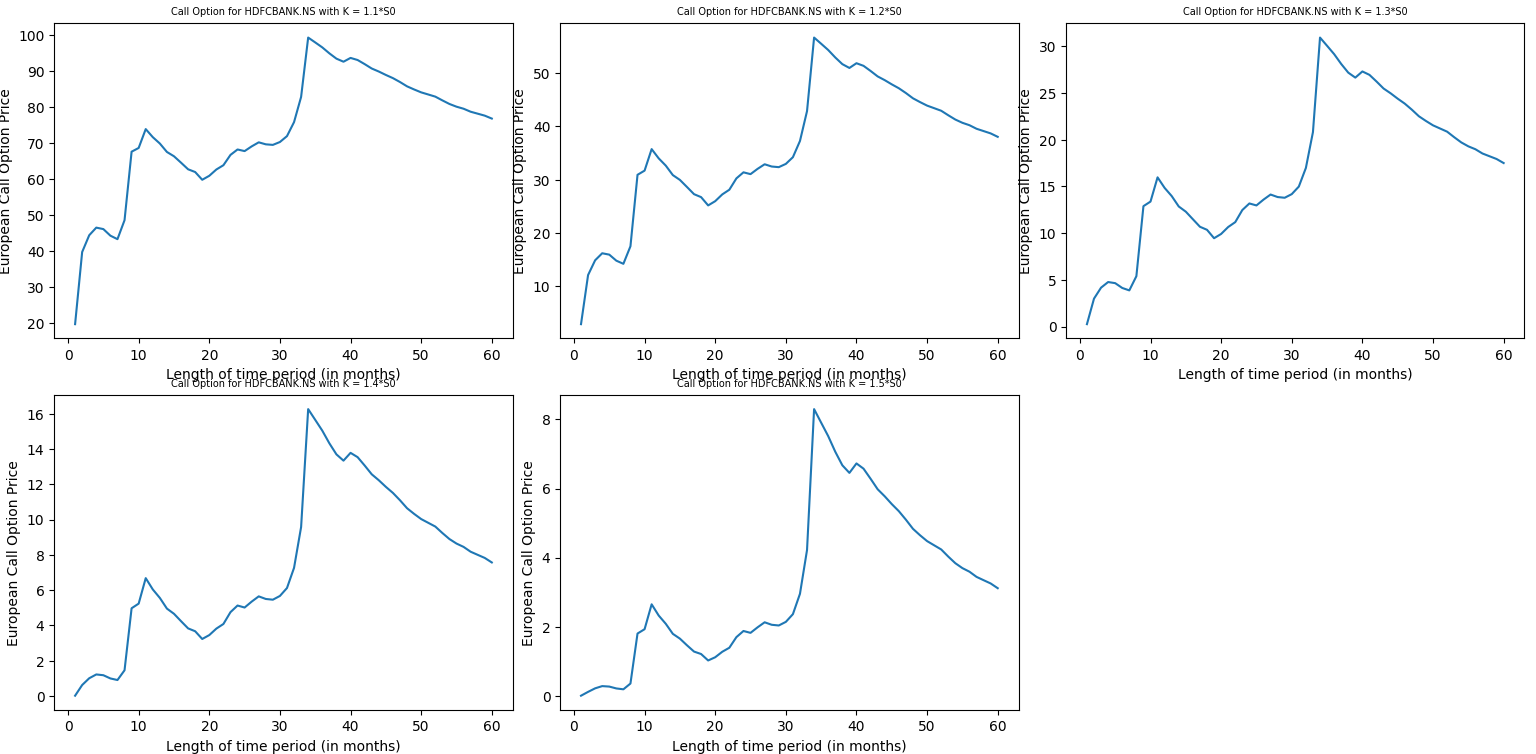 Call Option for HDFCBANK.NS with K = 1.1*S0
European Call Option Price
100
90
80
70
60
50
40
30
20
0 10 20 30 40 50 60
Length of time period (in months)
Call Option for HDFCBANK.NS with K = 1.2*S0
European Call Option Price
50
40
30
20
10
0 10 20 30 40 50 60
Length of time period (in months)
Call Option for HDFCBANK.NS with K = 1.3*S0
European Call Option Price
30
25
20
15
10
5
0
0 10 20 30 40 50 60
Length of time period (in months)
Call Option for HDFCBANK.NS with K = 1.4*S0
European Call Option Price
16
14
12
10
8
6
4
2
0
0 10 20 30 40 50 60
Length of time period (in months)
Call Option for HDFCBANK.NS with K = 1.5*S0
European Call Option Price
8
6
4
2
0
0 10 20 30 40 50 60
Length of time period (in months)